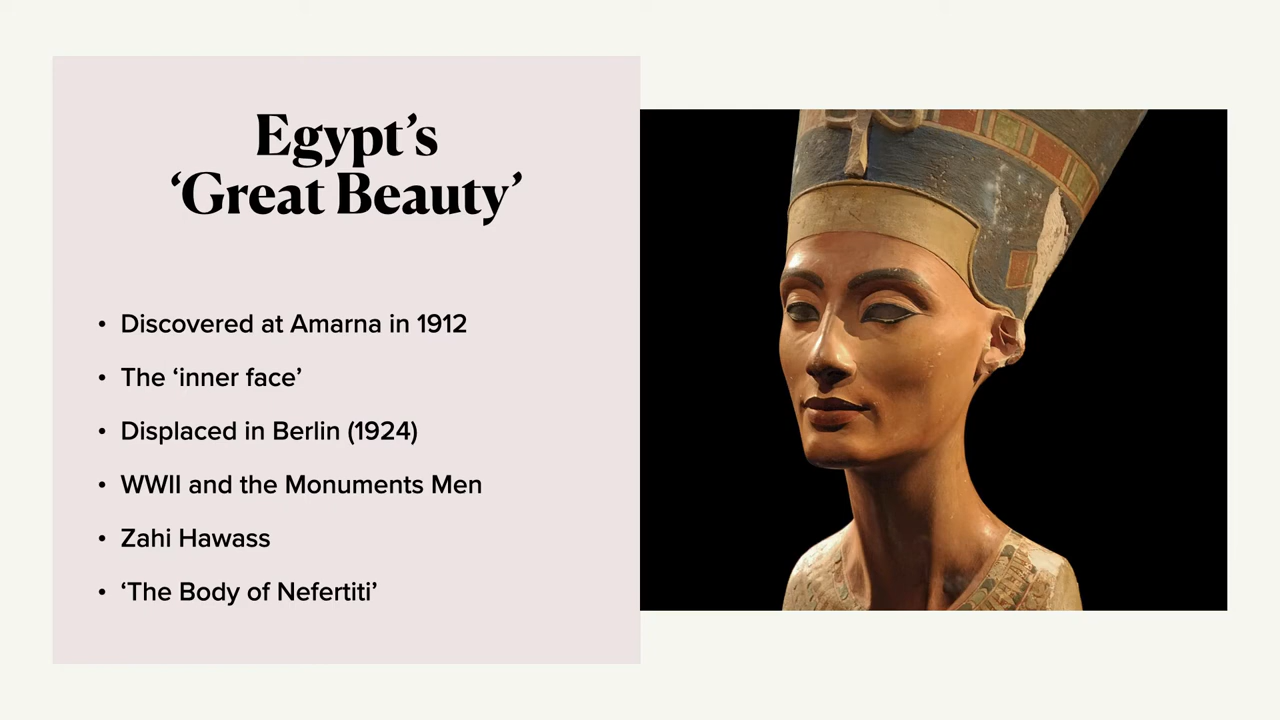 Egypt’s
‘Great Beauty’
• Discovered at Amarna in 1912
• The ‘inner face’
• Displaced in Berlin (1924)
• WWII and the Monuments Men
• Zahi Hawass
• ‘The Body of Nefertiti’